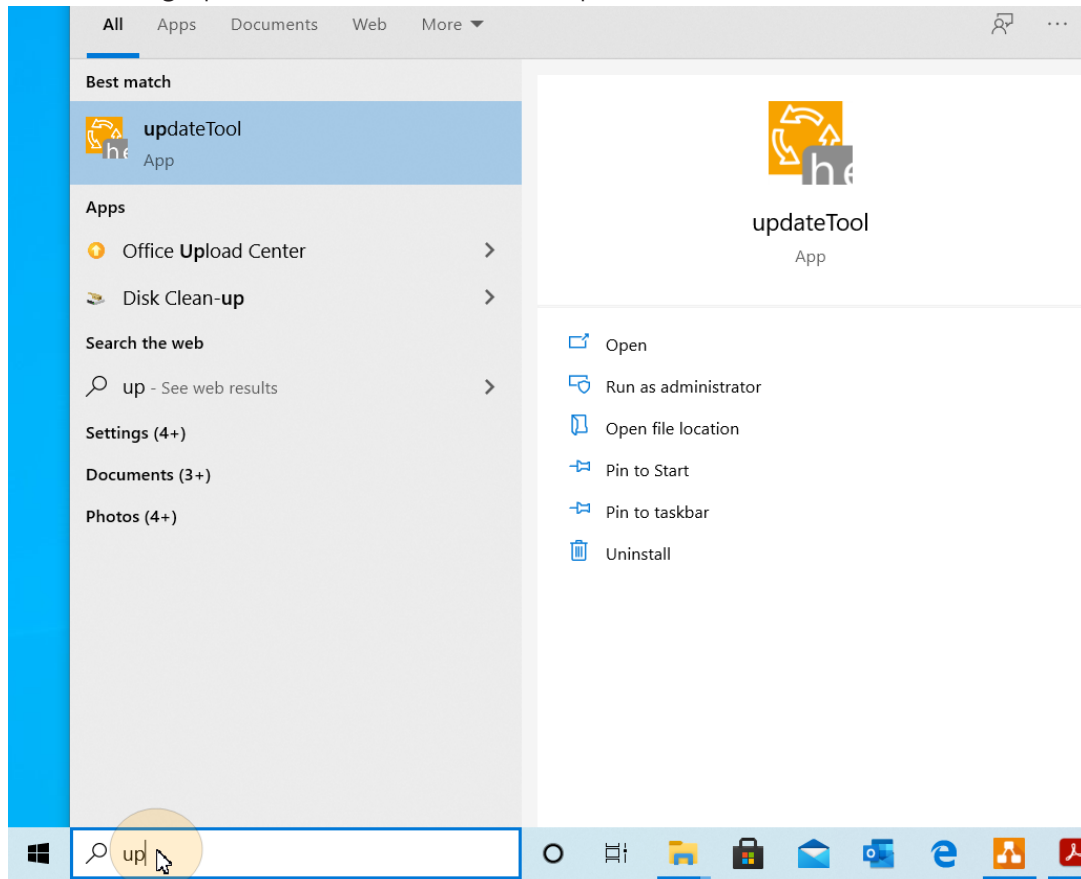 All Apps Documents Web More
Best match
updateTool
App
Apps
Office Upload Center
Disk Clean-up
Search the web
up - See web results
Settings (4+)
Documents (3+)
Photos (4+)
he
updateTool
App
Open
Run as administrator
Open file location
Pin to Start
Pin to taskbar
Uninstall
up